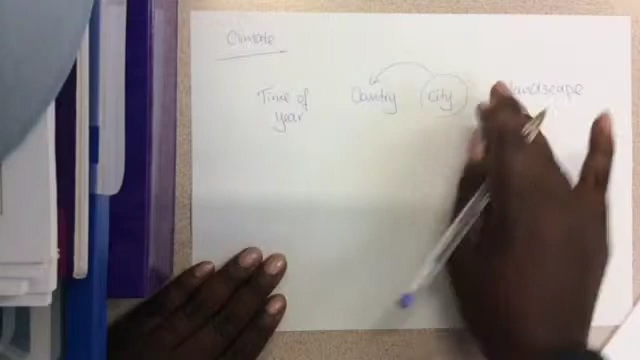 Climate
Time of
year
Country
City
landscape